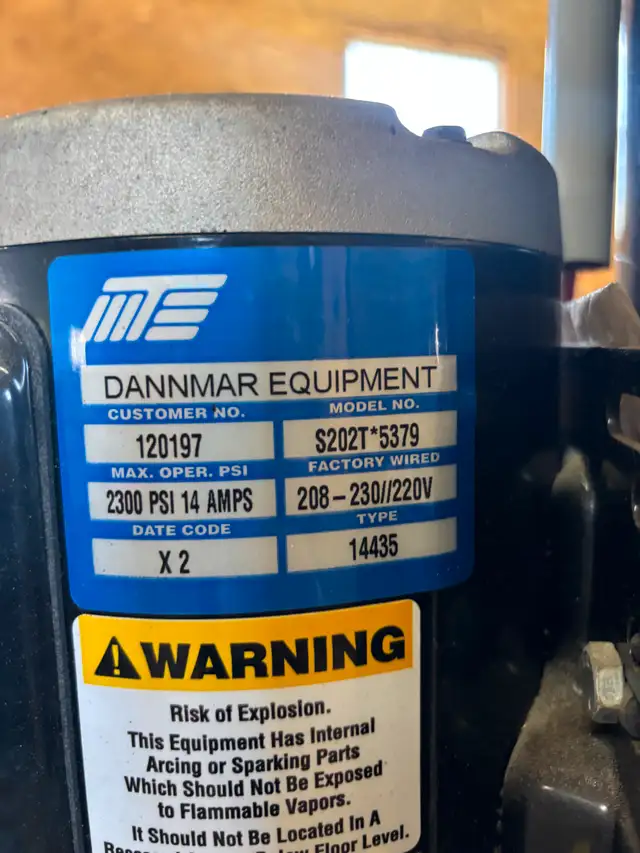 MTE
DANNMAR EQUIPMENT
CUSTOMER NO. MODEL NO.
120197 S202T*5379
MAX. OPER. PSI FACTORY WIRED
2300 PSI 14 AMPS 208-230//220V
DATE CODE TYPE
X 2 14435
WARNING
Risk of Explosion.
This Equipment Has Internal
Arcing or Sparking Parts
Which Should Not Be Exposed
to Flammable Vapors.
It Should Not Be Located In A
Floor Level.